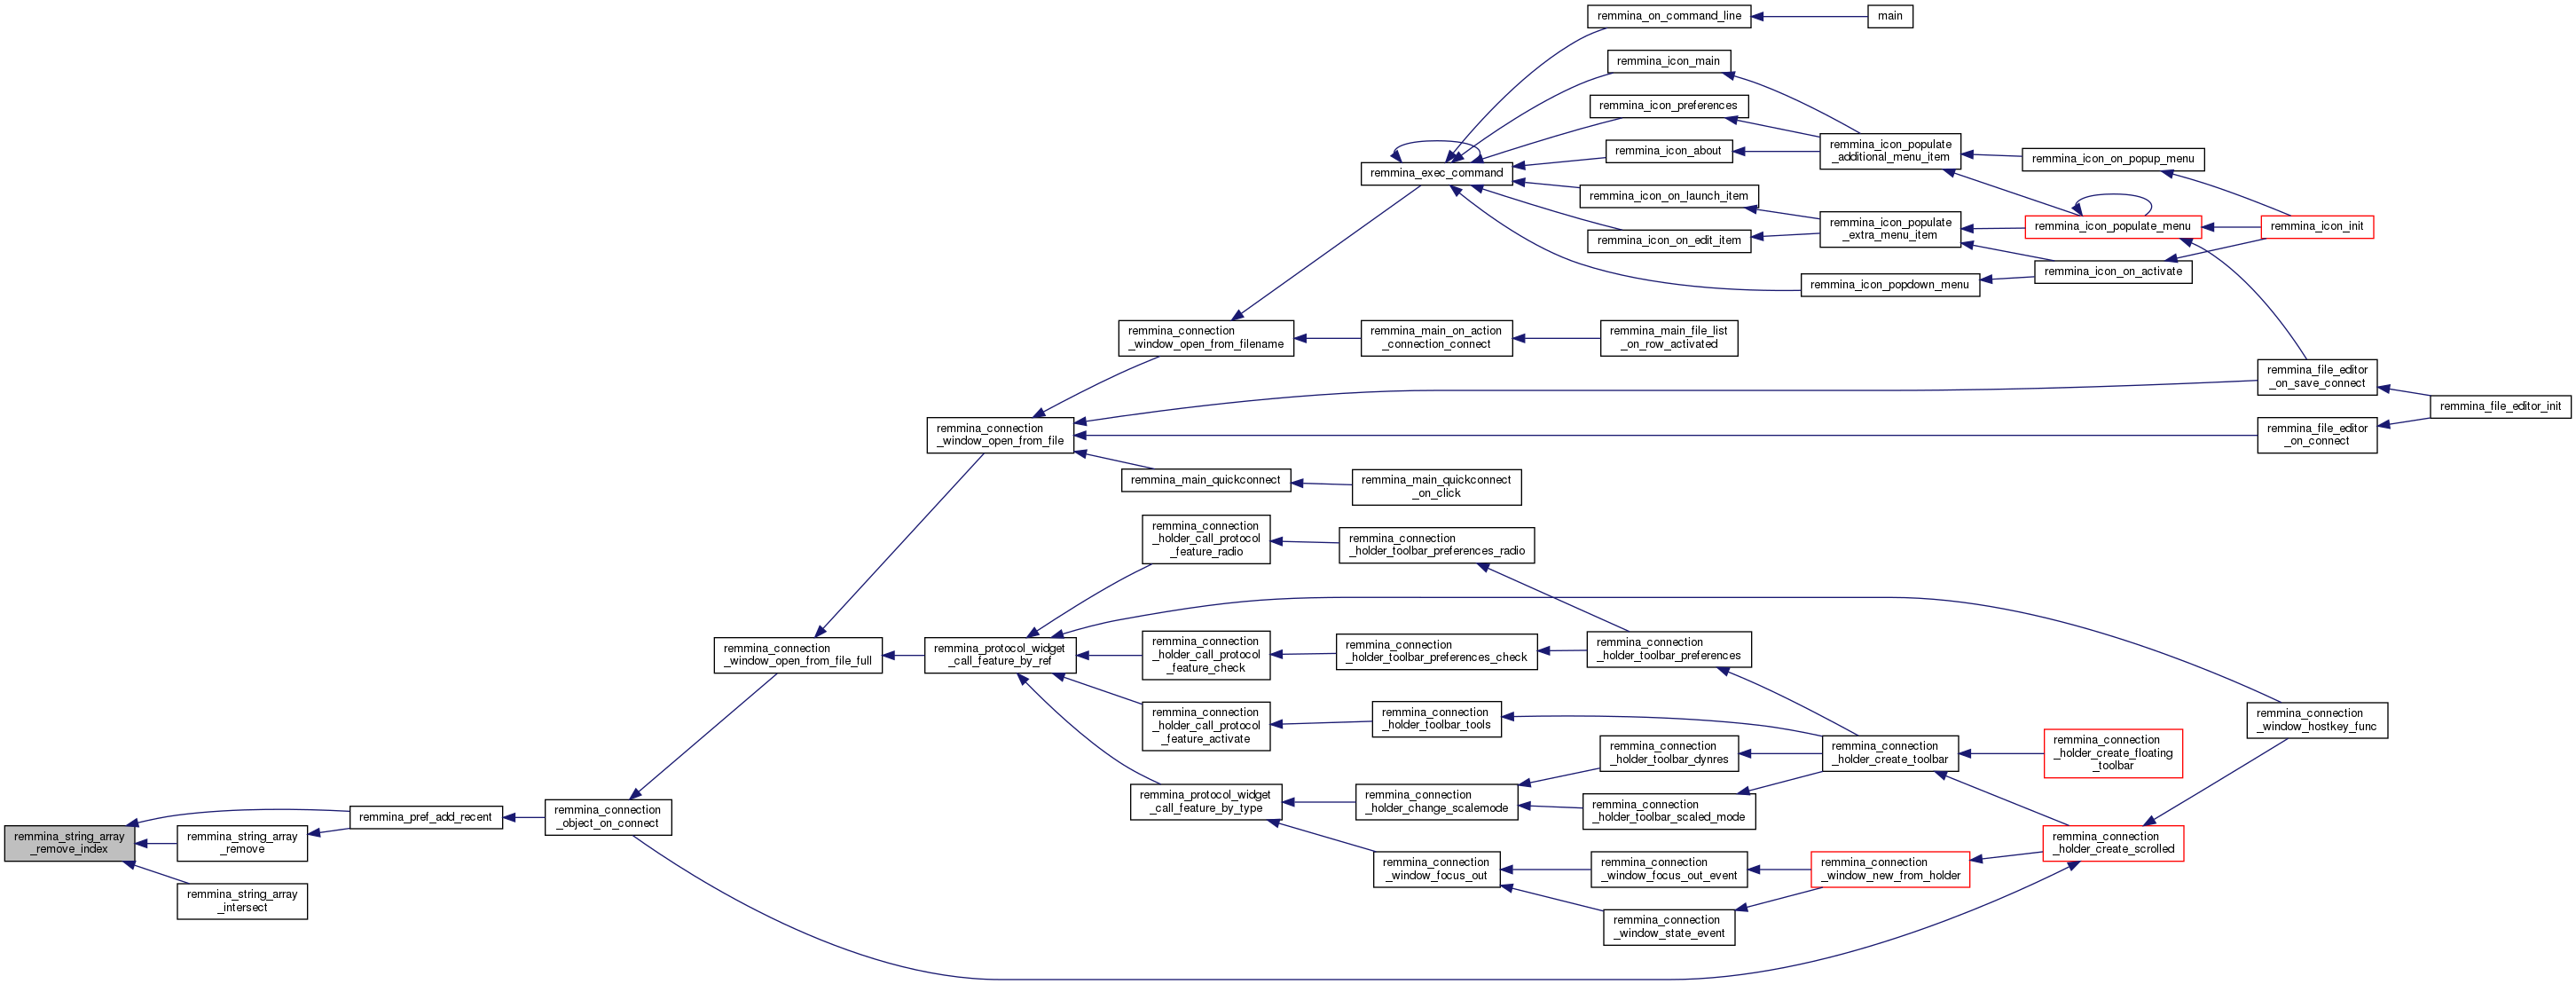 remmina_on_command_line
main
remmina_icon_main
remmina_icon_preferences
remmina_icon_about
remmina_icon_populate
_additional_menu_item
remmina_icon_on_popup_menu
remmina_exec_command
remmina_icon_on_launch_item
remmina_icon_populate
_extra_menu_item
remmina_icon_populate_menu
remmina_icon_init
remmina_icon_on_edit_item
remmina_icon_on_activate
remmina_icon_popdown_menu
remmina_connection
_window_open_from_filename
remmina_main_on_action
_connection_connect
remmina_main_file_list
_on_row_activated
remmina_file_editor
_on_save_connect
remmina_file_editor_init
remmina_connection
_window_open_from_file
remmina_file_editor
_on_connect
remmina_main_quickconnect
remmina_main_quickconnect
_on_click
remmina_connection
_holder_call_protocol
_feature_radio
remmina_connection
_holder_toolbar_preferences_radio
remmina_connection
_window_open_from_file_full
remmina_protocol_widget
_call_feature_by_ref
remmina_connection
_holder_call_protocol
_feature_check
remmina_connection
_holder_toolbar_preferences_check
remmina_connection
_holder_toolbar_preferences
remmina_connection
_holder_call_protocol
_feature_activate
remmina_connection
_holder_toolbar_tools
remmina_connection
_window_hostkey_func
remmina_connection
_holder_toolbar_dynres
remmina_connection
_holder_create_toolbar
remmina_connection
_holder_create_floating
_toolbar
remmina_protocol_widget
_call_feature_by_type
remmina_connection
_holder_change_scalemode
remmina_connection
_holder_toolbar_scaled_mode
remmina_string_array
_remove_index
remmina_pref_add_recent
remmina_string_array
_remove
remmina_connection
_object_on_connect
remmina_connection
_holder_create_scrolled
remmina_connection
_window_focus_out
remmina_connection
_window_focus_out_event
remmina_connection
_window_new_from_holder
remmina_string_array
_intersect
remmina_connection
_window_state_event